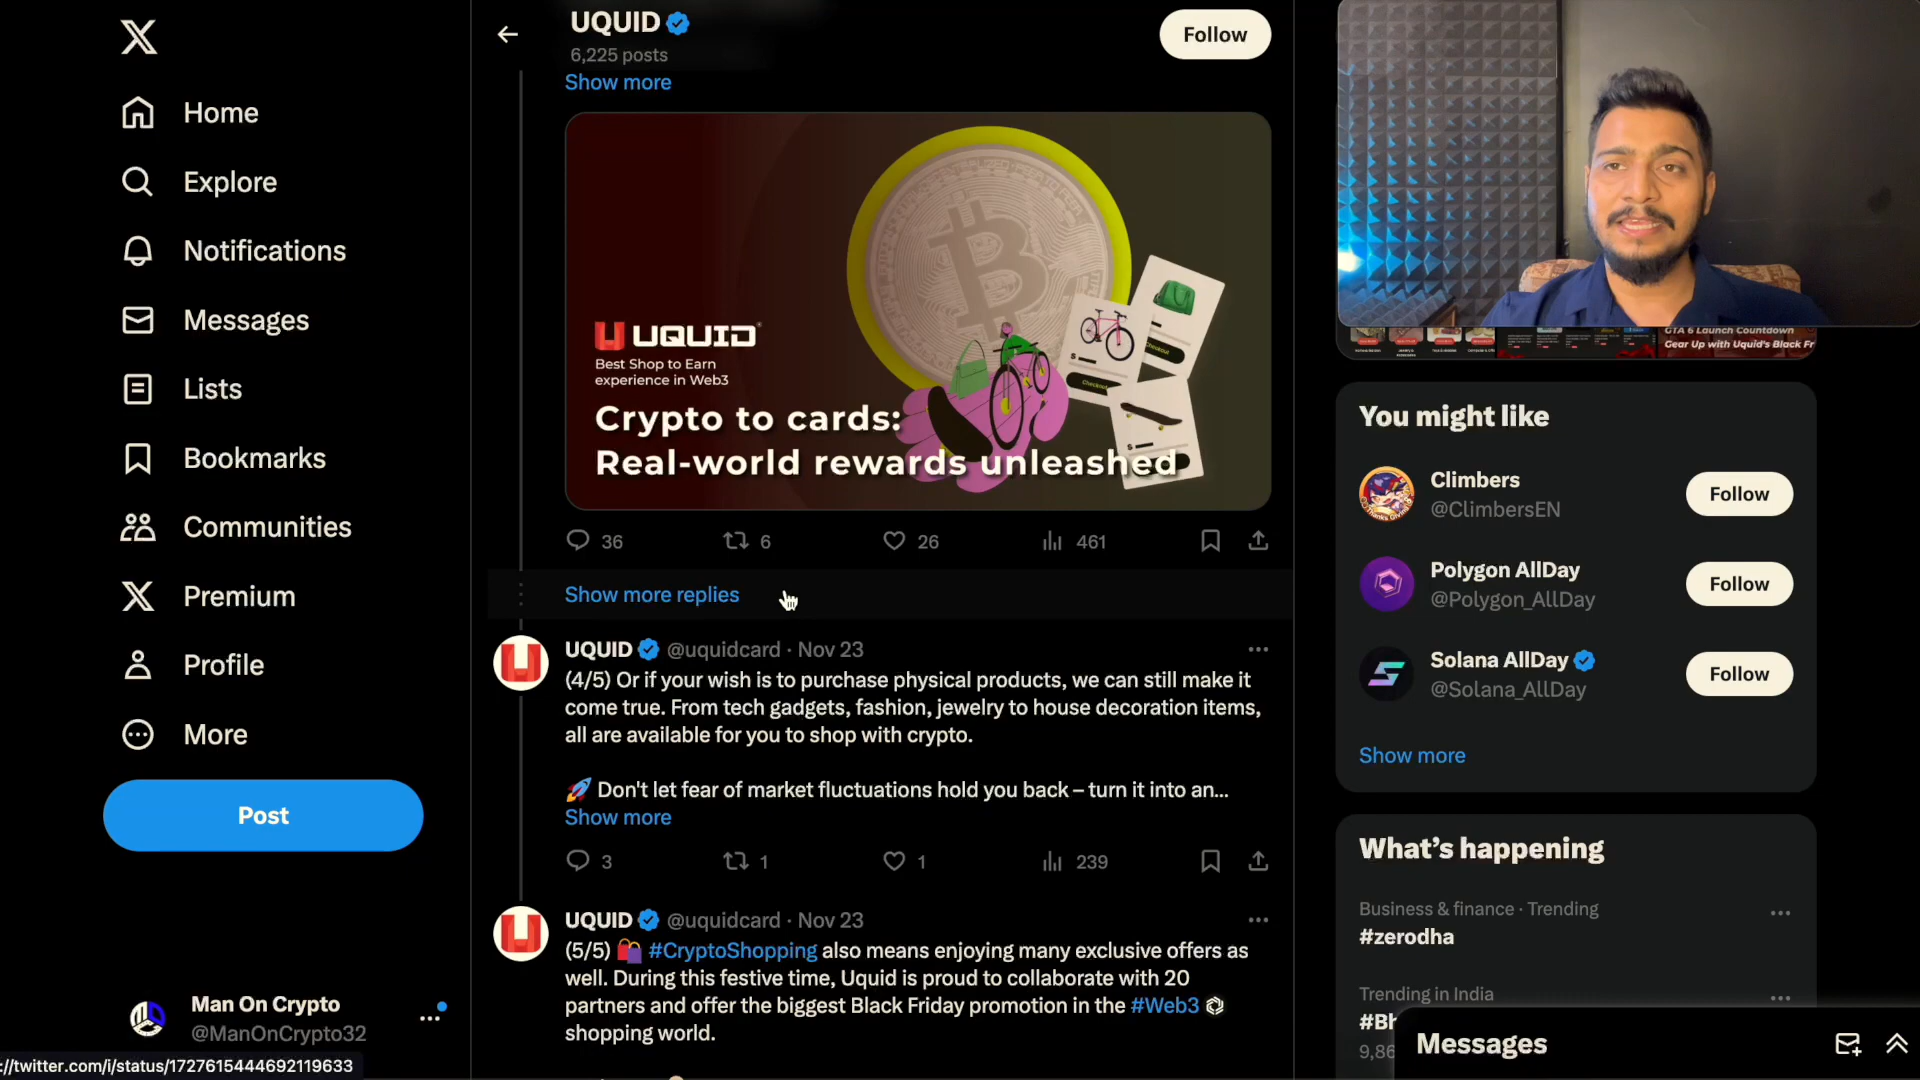 Home
Explore
Notifications
Messages
Lists
Bookmarks
Communities
Premium
Profile
More
Post
Man On Crypto
@ManOnCrypto32
://twitter.com/i/status/1727615444692119633
UQUID
6,225 posts
Follow
Show more
UQUID
Best Shop to Earn
experience in Web3
Crypto to cards:
Real-world rewards unleashed
Checkout
Checkout
36
6
26
461
Show more replies
UQUID @uquidcard · Nov 23
(4/5) Or if your wish is to purchase physical products, we can still make it
come true. From tech gadgets, fashion, jewelry to house decoration items,
all are available for you to shop with crypto.
🚀 Don't let fear of market fluctuations hold you back – turn it into an...
Show more
3
1
1
239
UQUID @uquidcard · Nov 23
(5/5) 🛍️ #CryptoShopping also means enjoying many exclusive offers as
well. During this festive time, Uquid is proud to collaborate with 20
partners and offer the biggest Black Friday promotion in the #Web3
shopping world.
GTA 6 Launch Countdown
Gear Up with Uquid's Black Fr
You might like
Climbers
@ClimbersEN
Follow
Polygon AllDay
@Polygon_AllDay
Follow
Solana AllDay
@Solana_AllDay
Follow
Show more
What's happening
Business & finance · Trending
#zerodha
Trending in India
#Bh
9,86
Messages